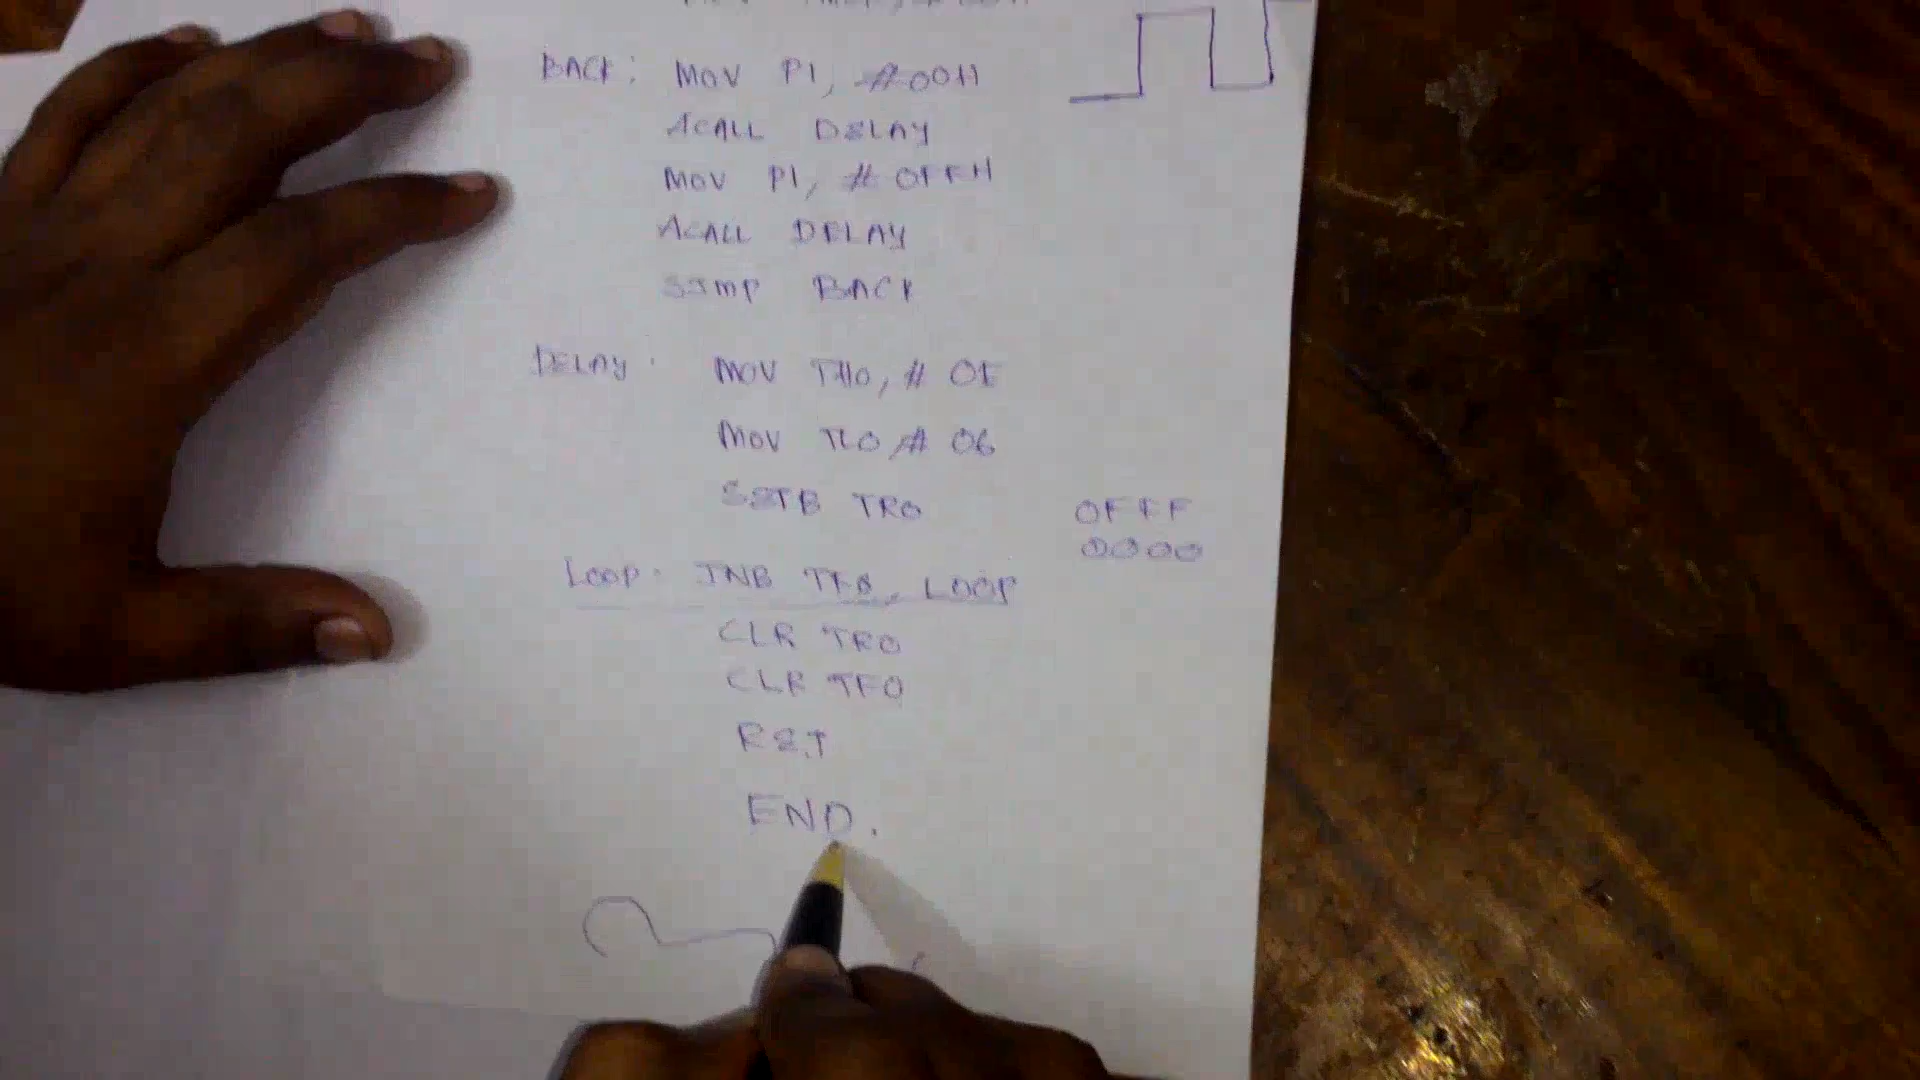 BACK: MOV P1, #00H
ACALL DELAY
MOV P1, #0FFH
ACALL DELAY
SJMP BACK
DELAY: MOV TH0, # 0F
MOV TL0, # 06
SETB TR0
0FFF
0000
LOOP: JNB TF0, LOOP
CLR TR0
CLR TF0
RET
END.